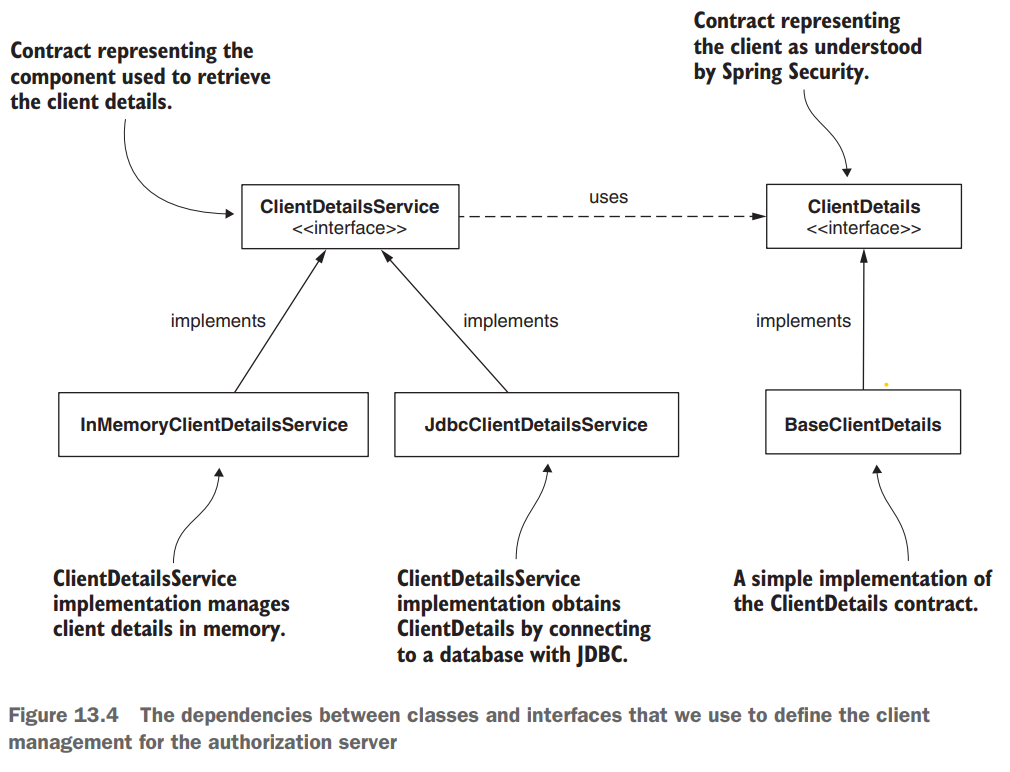 Contract representing the
component used to retrieve
the client details.
Contract representing
the client as understood
by Spring Security.
ClientDetailsService
<<interface>>
uses
ClientDetails
<<interface>>
implements
implements
implements
InMemoryClientDetailsService
JdbcClientDetailsService
BaseClientDetails
ClientDetailsService
implementation manages
client details in memory.
ClientDetailsService
implementation obtains
ClientDetails by connecting
to a database with JDBC.
A simple implementation of
the ClientDetails contract.
Figure 13.4 The dependencies between classes and interfaces that we use to define the client
management for the authorization server